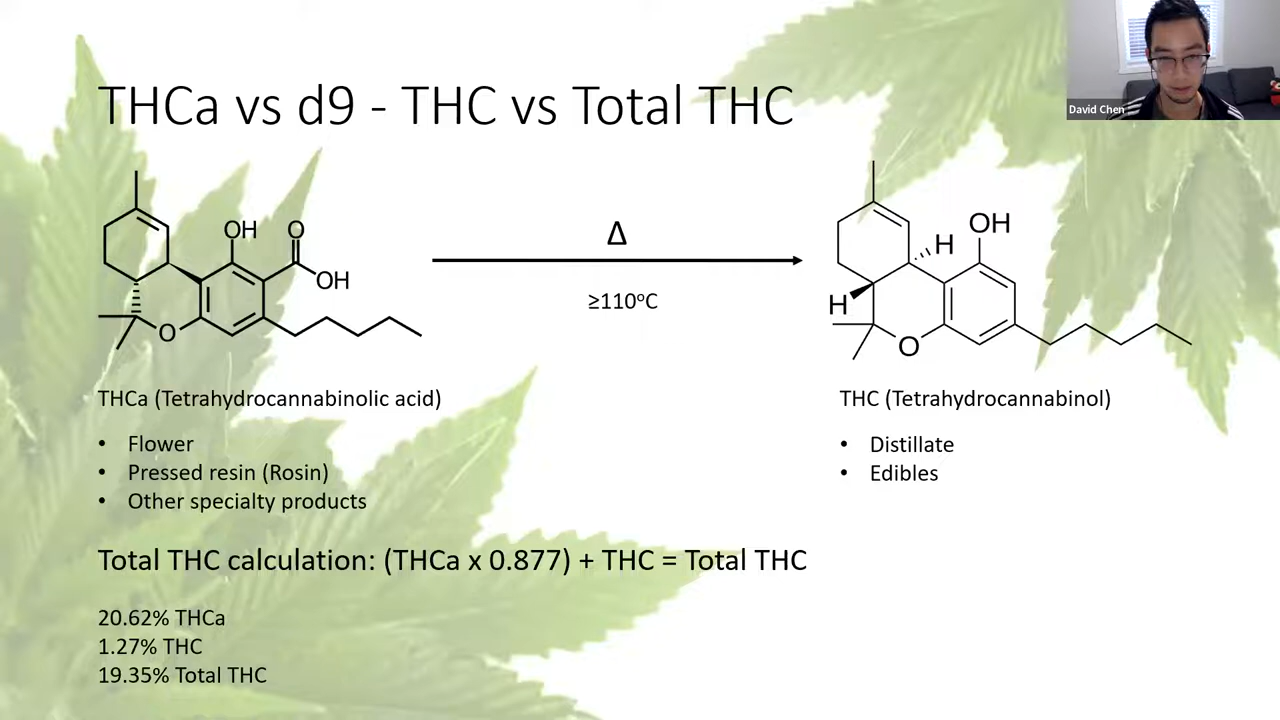 David Chen
THCa vs d9 - THC vs Total THC
OH
O
OH
O
Δ
≥110°C
OH
H
H
O
THCa (Tetrahydrocannabinolic acid)
• Flower
• Pressed resin (Rosin)
• Other specialty products
THC (Tetrahydrocannabinol)
• Distillate
• Edibles
Total THC calculation: (THCa x 0.877) + THC = Total THC
20.62% THCa
1.27% THC
19.35% Total THC